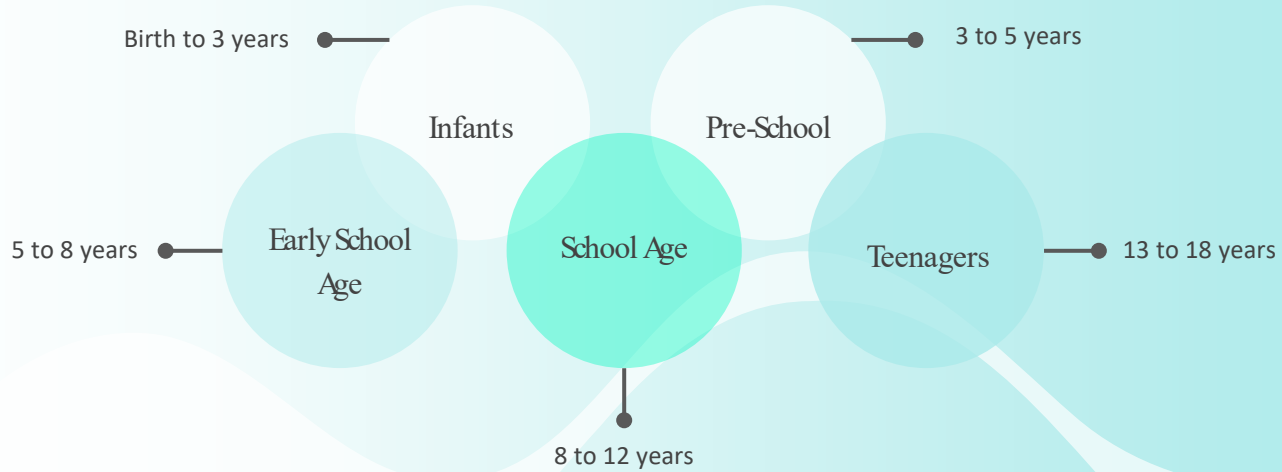 Birth to 3 years
3 to 5 years
Infants
Pre-School
5 to 8 years
Early School
Age
School Age
Teenagers
13 to 18 years
8 to 12 years